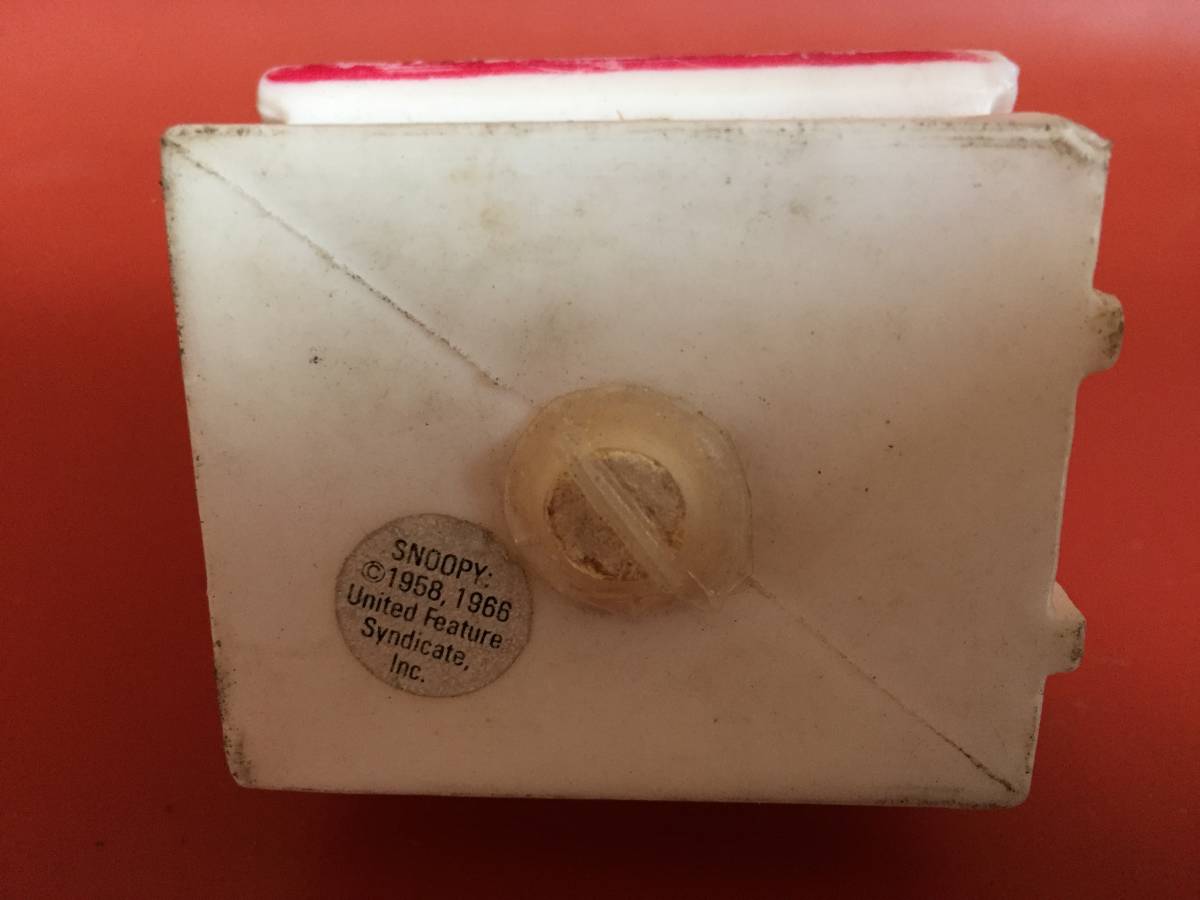 SNOOPY:
©1958, 1966
United Feature
Syndicate,
Inc.